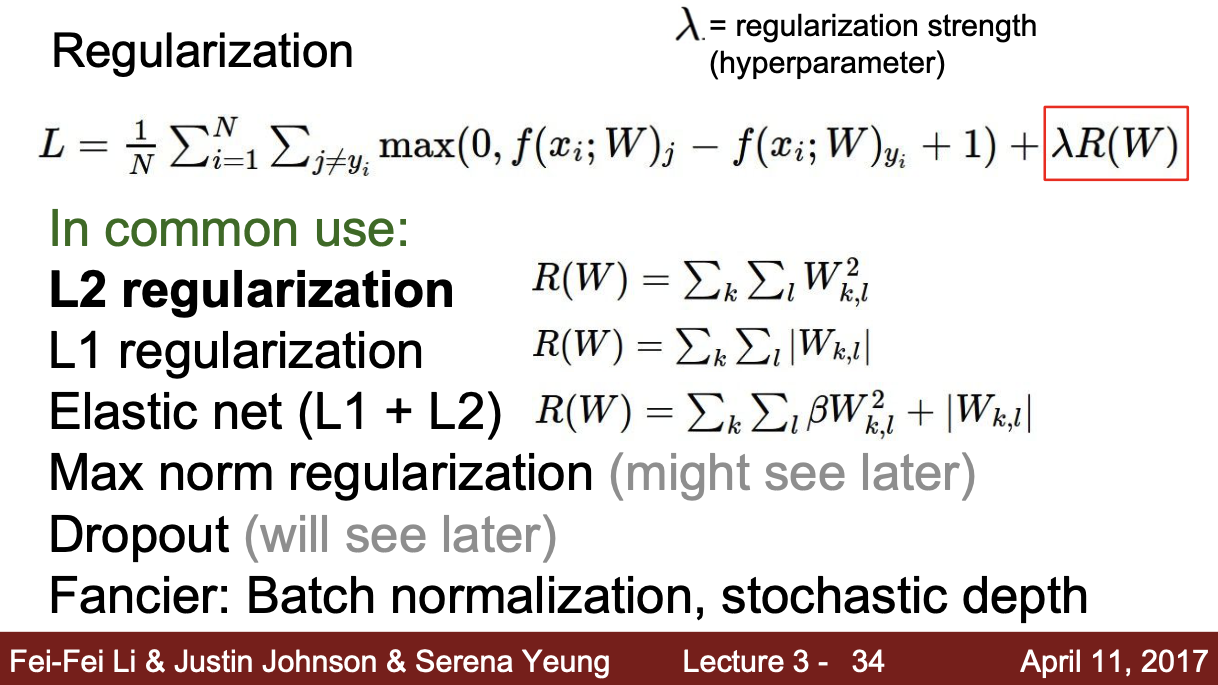 Regularization
λ = regularization strength
(hyperparameter)
L = \frac{1}{N} \sum_{i=1}^{N} \sum_{j \neq y_i} \max(0, f(x_i; W)_j - f(x_i; W)_{y_i} + 1) + \lambda R(W)
In common use:
L2 regularization R(W) = \sum_k \sum_l W_{k,l}^2
L1 regularization R(W) = \sum_k \sum_l |W_{k,l}|
Elastic net (L1 + L2) R(W) = \sum_k \sum_l \beta W_{k,l}^2 + |W_{k,l}|
Max norm regularization (might see later)
Dropout (will see later)
Fancier: Batch normalization, stochastic depth
Fei-Fei Li & Justin Johnson & Serena Yeung Lecture 3 - 34 April 11, 2017